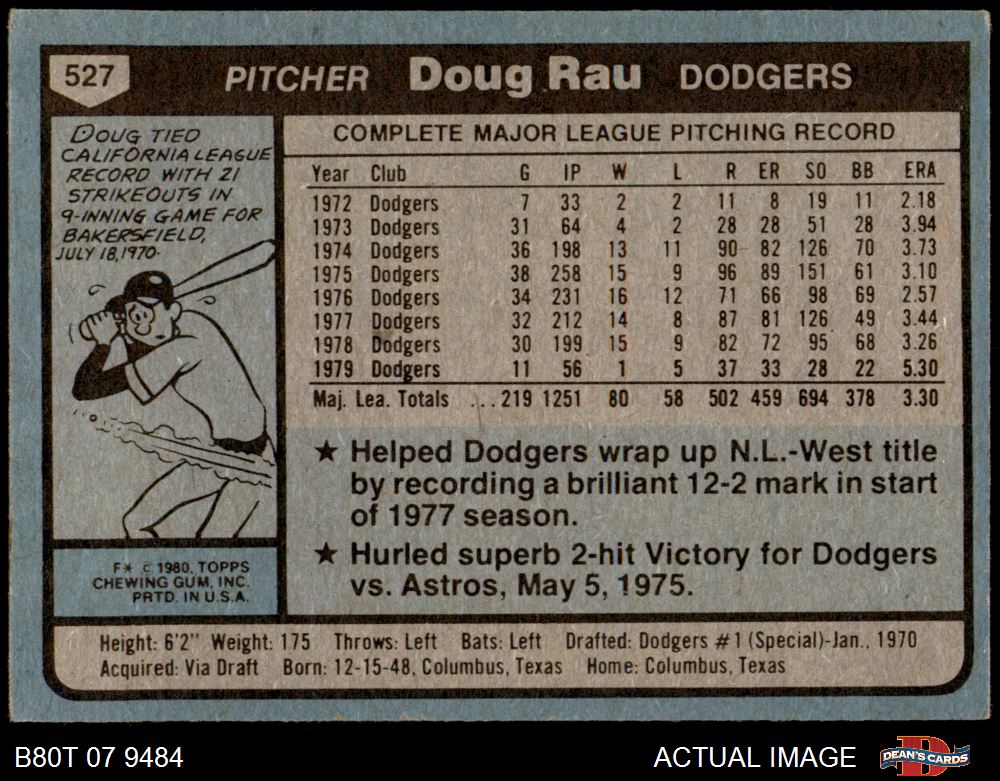 527 PITCHER Doug Rau DODGERS
DOUG TIED
CALIFORNIA LEAGUE
RECORD WITH 21
STRIKEOUTS IN
9-INNING GAME FOR
BAKERSFIELD,
JULY 18, 1970.
F* © 1980, TOPPS
CHEWING GUM, INC.
PRTD. IN U.S.A.
COMPLETE MAJOR LEAGUE PITCHING RECORD
Year Club G IP W L R ER SO BB ERA
1972 Dodgers 7 33 2 2 11 8 19 11 2.18
1973 Dodgers 31 64 4 2 28 28 51 28 3.94
1974 Dodgers 36 198 13 11 90 82 126 70 3.73
1975 Dodgers 38 258 15 9 96 89 151 61 3.10
1976 Dodgers 34 231 16 12 71 66 98 69 2.57
1977 Dodgers 32 212 14 8 87 81 126 49 3.44
1978 Dodgers 30 199 15 9 82 72 95 68 3.26
1979 Dodgers 11 56 1 5 37 33 28 22 5.30
Maj. Lea. Totals ...219 1251 80 58 502 459 694 378 3.30
★ Helped Dodgers wrap up N.L.-West title
by recording a brilliant 12-2 mark in start
of 1977 season.
★ Hurled superb 2-hit Victory for Dodgers
vs. Astros, May 5, 1975.
Height: 6'2" Weight: 175 Throws: Left Bats: Left Drafted: Dodgers #1 (Special)-Jan., 1970
Acquired: Via Draft Born: 12-15-48, Columbus, Texas Home: Columbus, Texas
B80T 07 9484 ACTUAL IMAGE DEAN'S CARDS